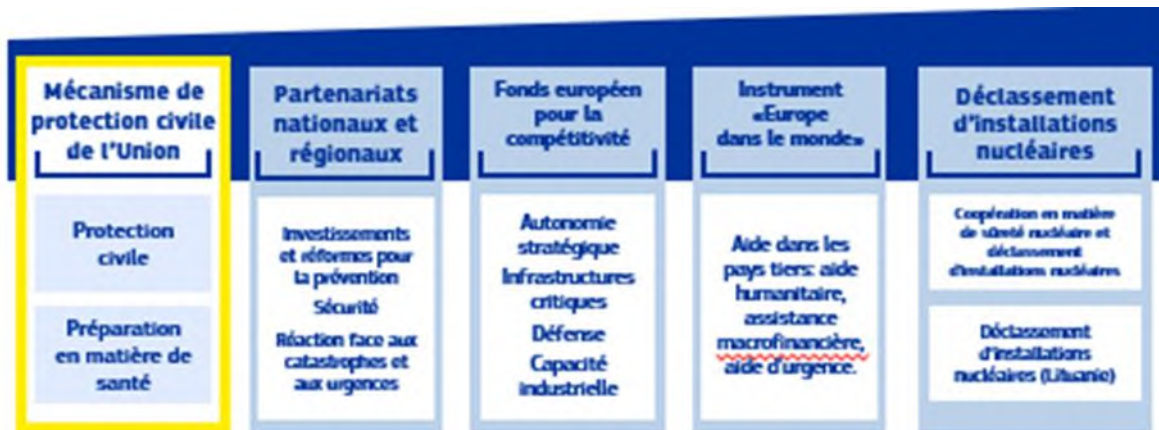 Mécanisme de
protection civile
de l'Union
Protection
civile
Préparation
en matière de
santé
Partenariats
nationaux et
régionaux
Investissements
et réformes pour
la prévention
Sécurité
Réaction face aux
catastrophes et
aux urgences
Fonds européen
pour la
compétitivité
Autonomie
stratégique
Infrastructures
critiques
Défense
Capacité
industrielle
Instrument
«Europe
dans le monde»
Aide dans les
pays tiers: aide
humanitaire,
assistance
macrofinancière,
aide d'urgence.
Déclassement
d'installations
nucléaires
Coopération en matière
de sûreté nucléaire et
déclassement
d'installations nucléaires
Déclassement
d'installations
nucléaires (Lituanie)